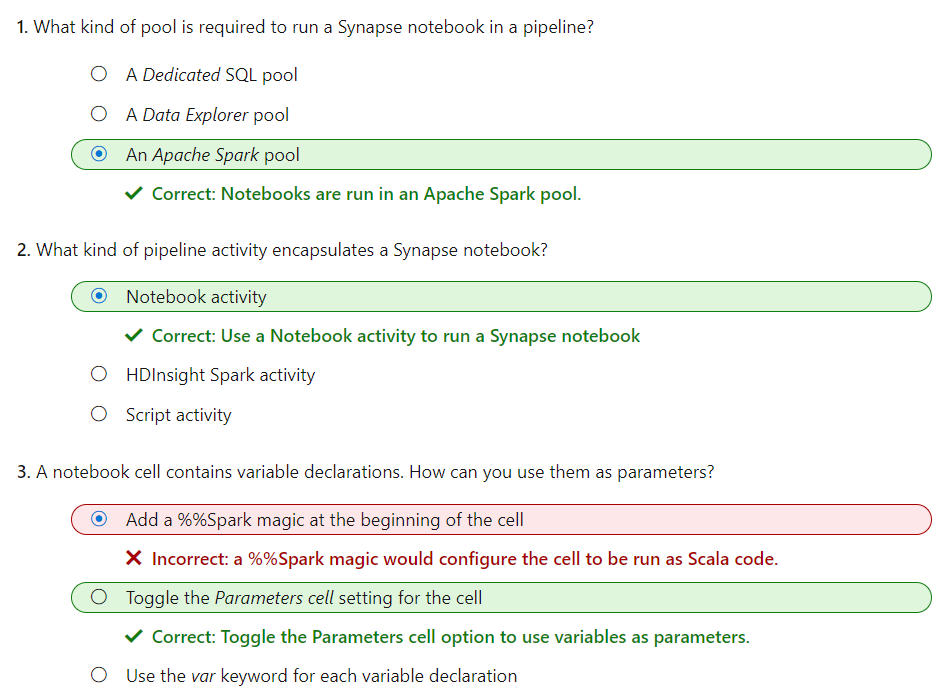 1. What kind of pool is required to run a Synapse notebook in a pipeline?
A Dedicated SQL pool
A Data Explorer pool
An Apache Spark pool
Correct: Notebooks are run in an Apache Spark pool.
2. What kind of pipeline activity encapsulates a Synapse notebook?
Notebook activity
Correct: Use a Notebook activity to run a Synapse notebook
HDInsight Spark activity
Script activity
3. A notebook cell contains variable declarations. How can you use them as parameters?
Add a %%Spark magic at the beginning of the cell
Incorrect: a %%Spark magic would configure the cell to be run as Scala code.
Toggle the Parameters cell setting for the cell
Correct: Toggle the Parameters cell option to use variables as parameters.
Use the var keyword for each variable declaration